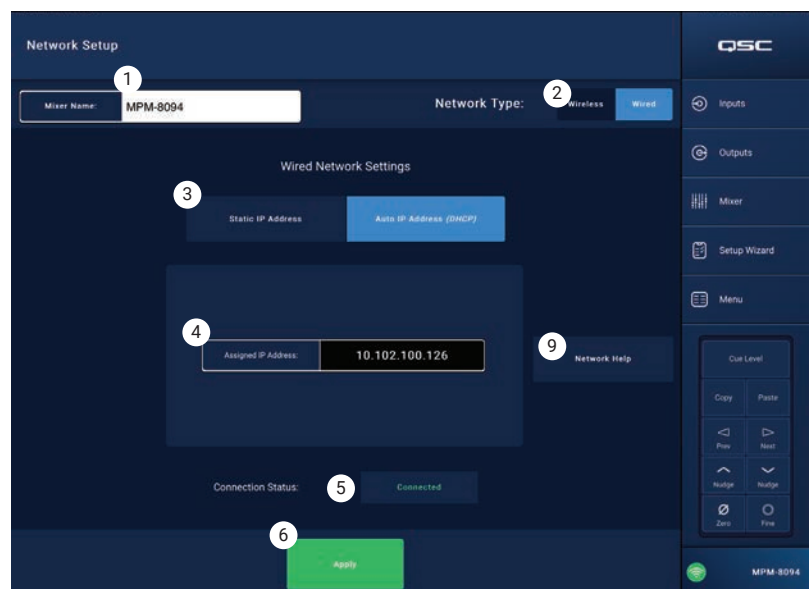 Network Setup
QSC
1
Mixer Name: MPM-8094
Network Type: 2 Wireless Wired
Inputs
Outputs
Wired Network Settings
3
Static IP Address Auto IP Address (DHCP)
Mixer
Setup Wizard
Menu
4
Assigned IP Address: 10.102.100.126
9
Network Help
Cue Level
Copy Paste
Prev Next
Nudge Nudge
Zero Fine
Connection Status: 5 Connected
6
Apply
MPM-8094